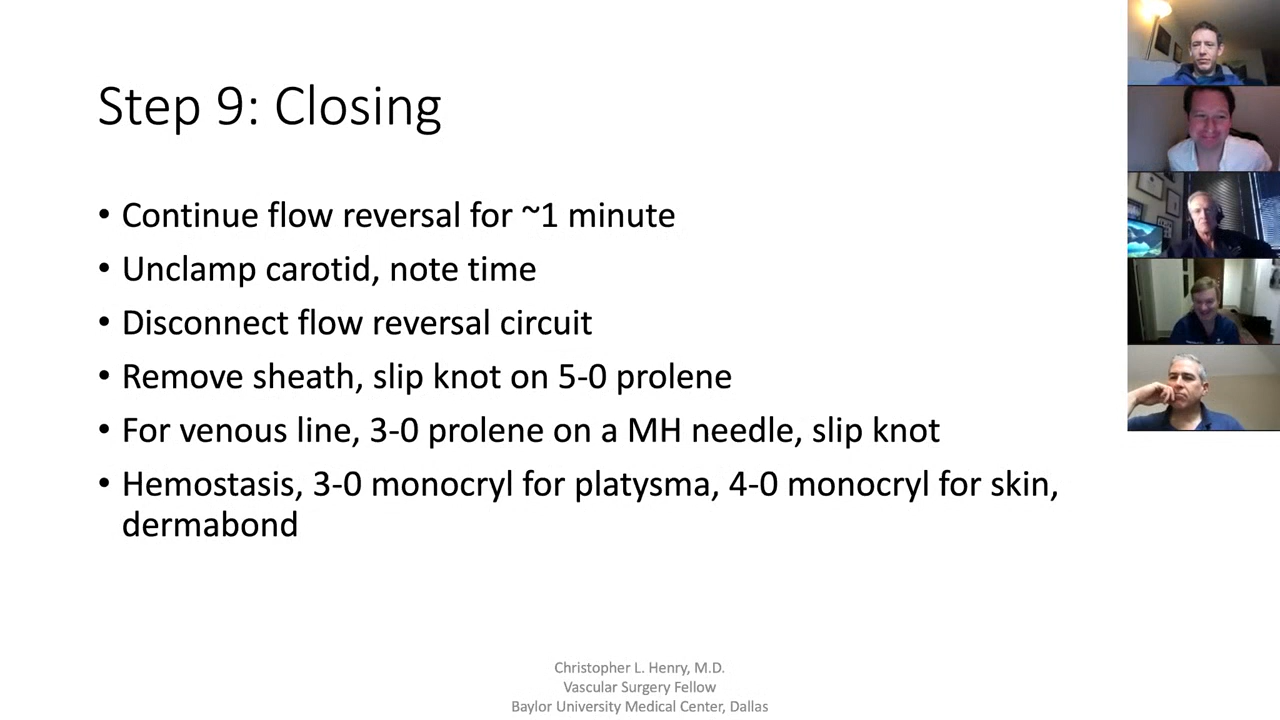 Step 9: Closing
• Continue flow reversal for ~1 minute
• Unclamp carotid, note time
• Disconnect flow reversal circuit
• Remove sheath, slip knot on 5-0 prolene
• For venous line, 3-0 prolene on a MH needle, slip knot
• Hemostasis, 3-0 monocryl for platysma, 4-0 monocryl for skin,
dermabond
Christopher L. Henry, M.D.
Vascular Surgery Fellow
Baylor University Medical Center, Dallas